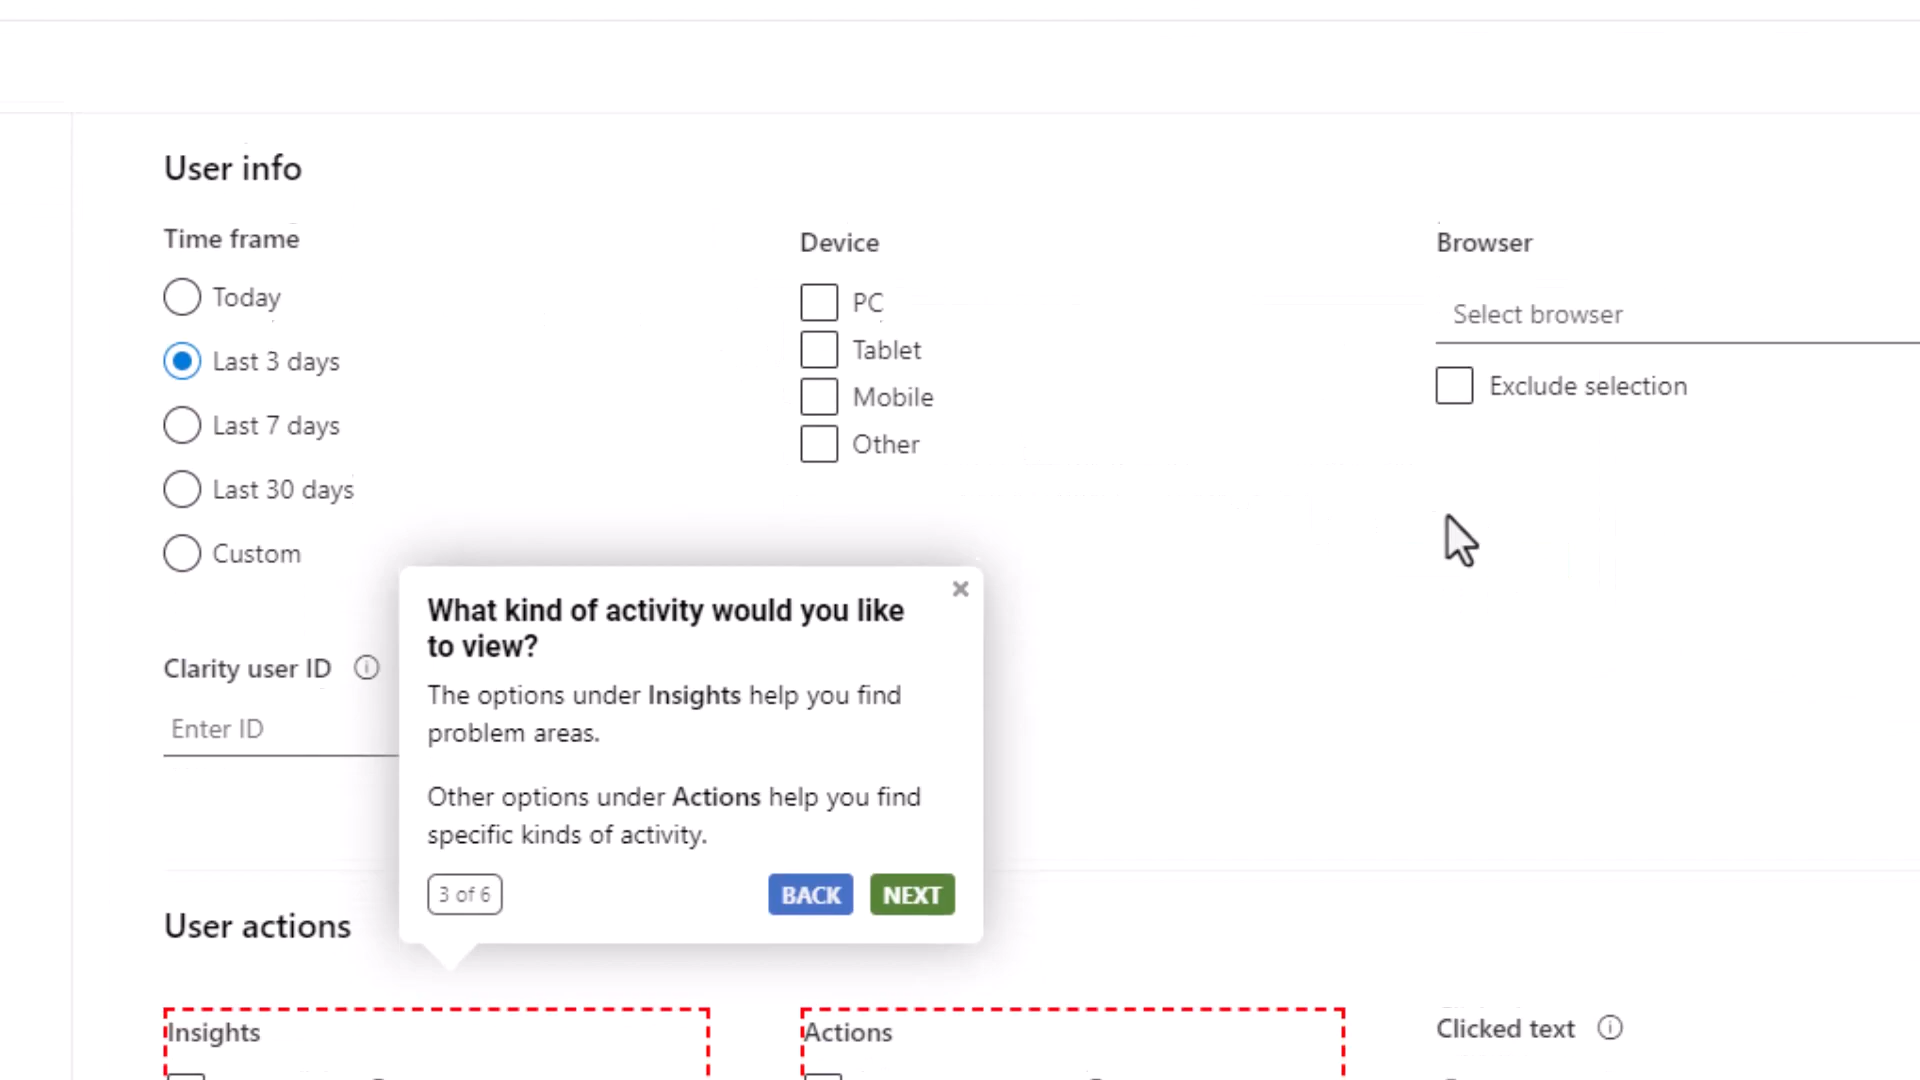 User info
Time frame
Today
Last 3 days
Last 7 days
Last 30 days
Custom
Device
PC
Tablet
Mobile
Other
Browser
Select browser
Exclude selection
Clarity user ID
Enter ID
What kind of activity would you like
to view?
The options under Insights help you find
problem areas.
Other options under Actions help you find
specific kinds of activity.
3 of 6
BACK
NEXT
User actions
Insights
Actions
Clicked text